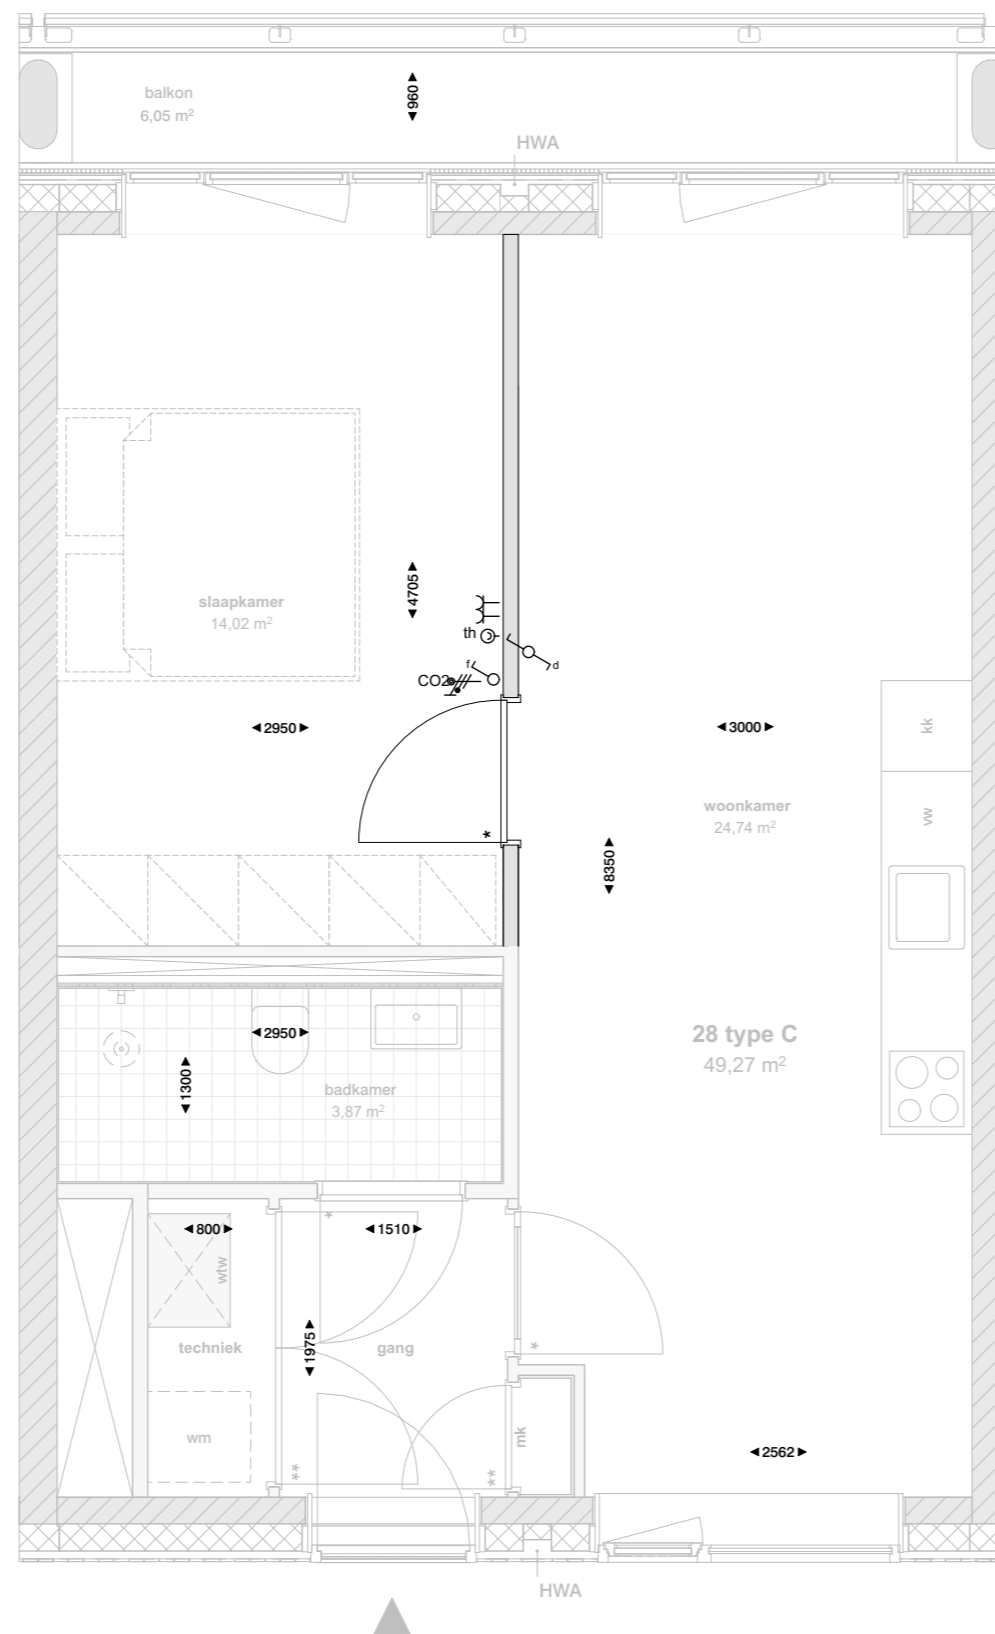 balkon
6,05 m²
960
HWA
slaapkamer
14,02 m²
4705
th
f
d
CO2
2950
*
3000
kk
woonkamer
24,74 m²
vw
8350
28 type C
49,27 m²
2950
1300
badkamer
3,87 m²
800
1510
wtw
*
techniek
1975
gang
*
wm
**
**
mk
2562
HWA